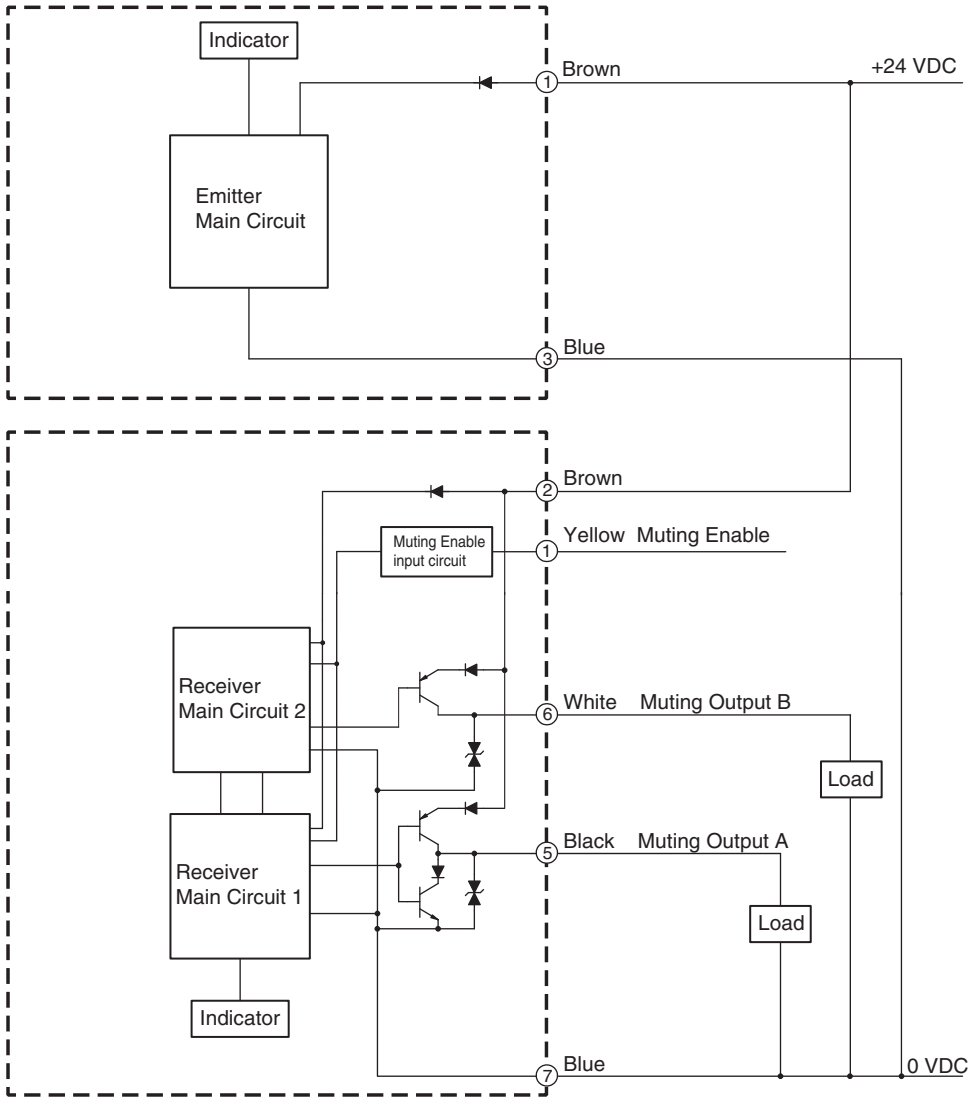 Indicator
1 Brown
+24 VDC
Emitter
Main Circuit
3 Blue
2 Brown
Muting Enable
input circuit
1 Yellow Muting Enable
Receiver
Main Circuit 2
6 White Muting Output B
Load
5 Black Muting Output A
Receiver
Main Circuit 1
Load
Indicator
7 Blue
0 VDC